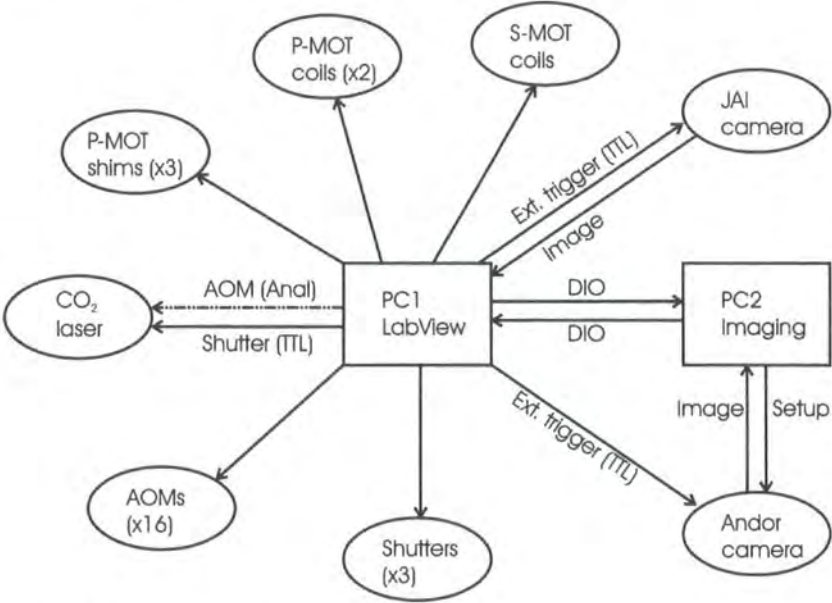 P-MOT
coils (x2)
S-MOT
coils
JAI
camera
P-MOT
shims (x3)
Ext. trigger (TTL)
Image
CO₂
laser
AOM (Anal)
Shutter (TTL)
PC1
LabView
DIO
DIO
PC2
Imaging
Ext. trigger (TTL)
Image
Setup
AOMs
(x16)
Shutters
(x3)
Andor
camera